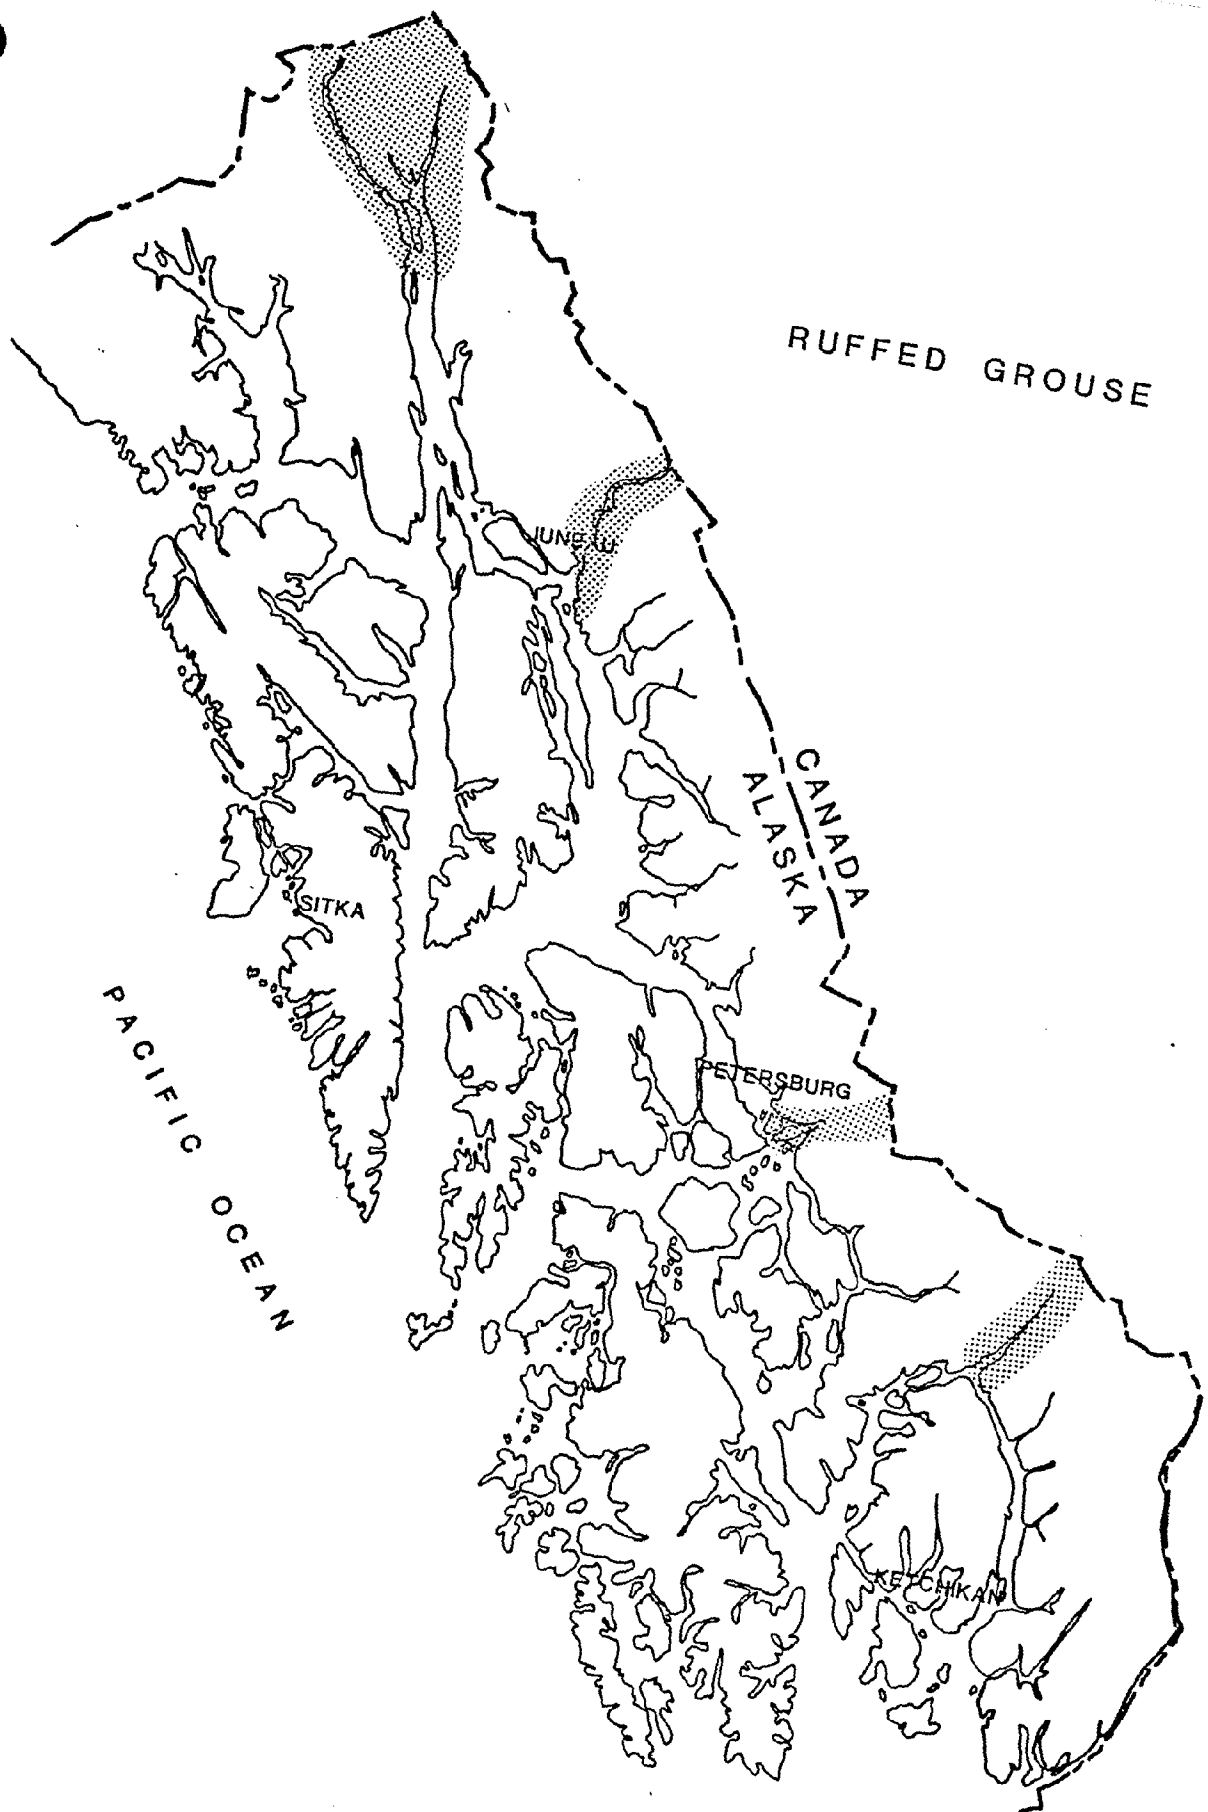 RUFFED GROUSE
JUNEAU
CANADA
ALASKA
SITKA
PACIFIC OCEAN
PETERSBURG
KETCHIKAN